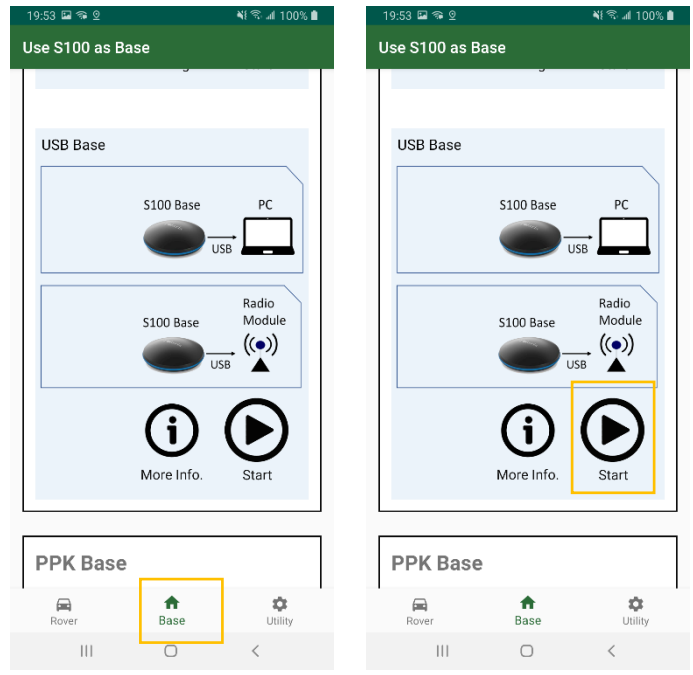 19:53
100%
Use S100 as Base
USB Base
S100 Base
PC
USB
S100 Base
Radio
Module
USB
More Info.
Start
PPK Base
Rover
Base
Utility
19:53
100%
Use S100 as Base
USB Base
S100 Base
PC
USB
S100 Base
Radio
Module
USB
More Info.
Start
PPK Base
Rover
Base
Utility